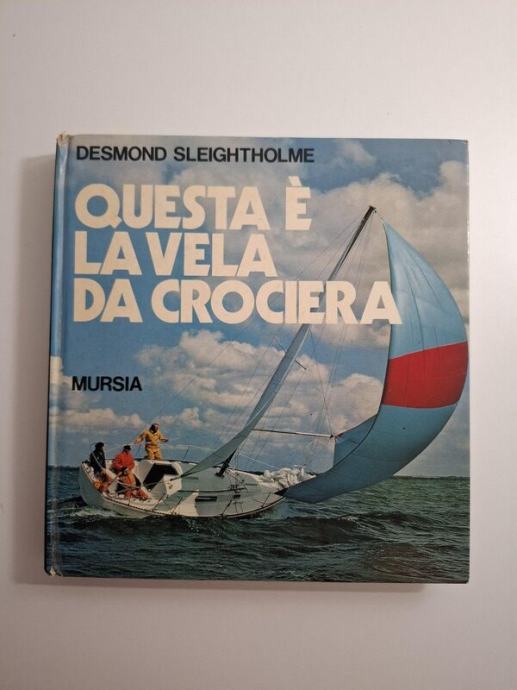 DESMOND SLEIGHTHOLME
QUESTA È
LA VELA
DA CROCIERA
MURSIA